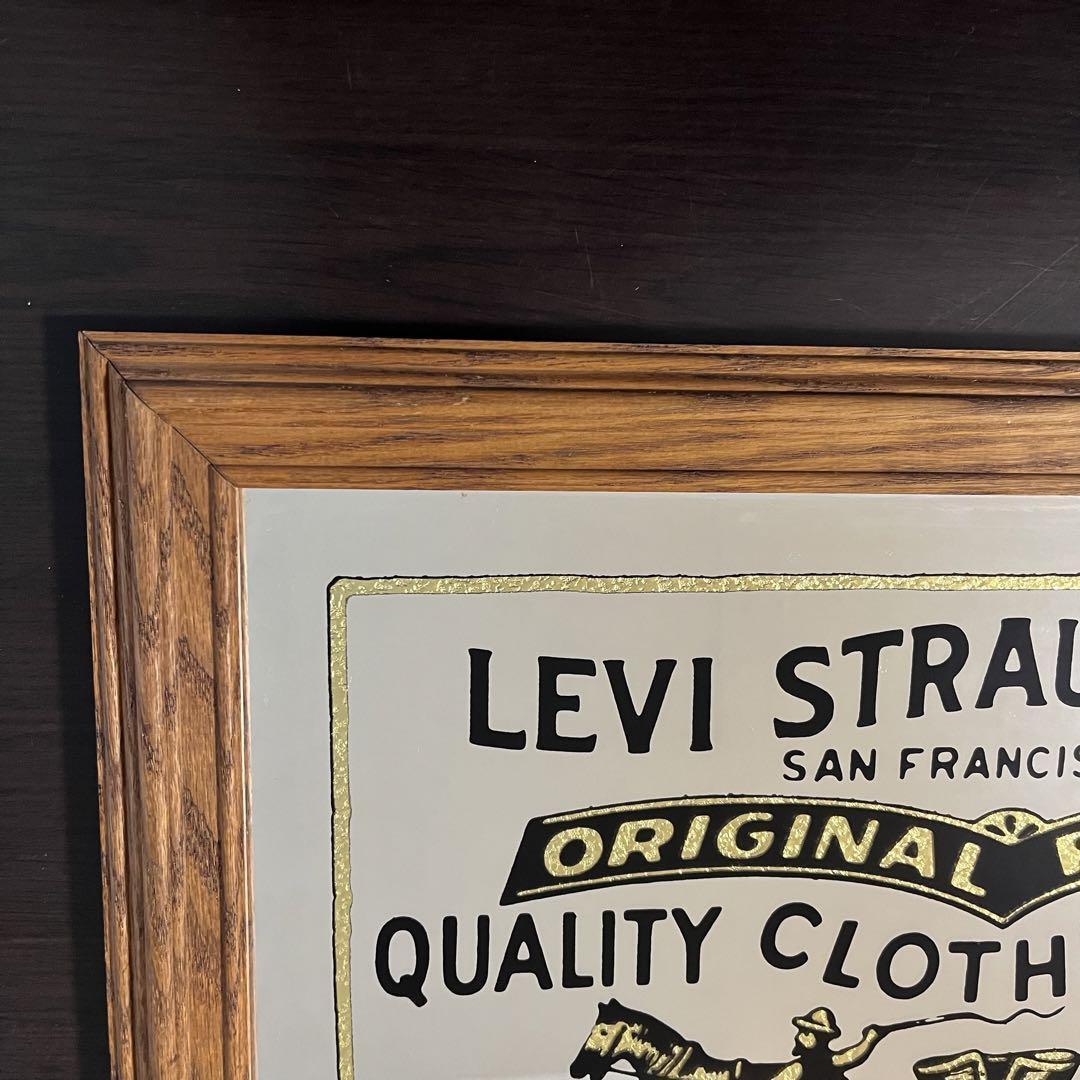 LEVI STRAU
SAN FRANCIS
ORIGINAL
QUALITY CLOTH